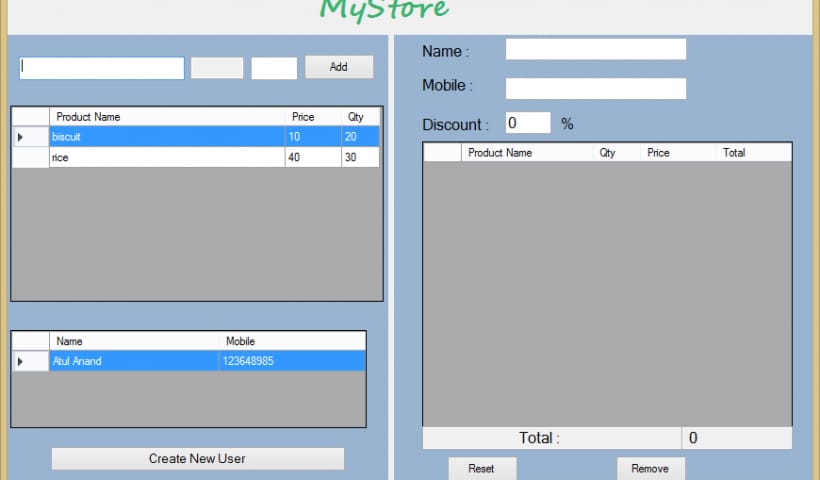 MyStore
Add
Product Name Price Qty
biscuit 10 20
rice 40 30
Name Mobile
Atul Anand 123648985
Create New User
Name :
Mobile :
Discount : 0 %
Product Name Qty Price Total
Total : 0
Reset Remove